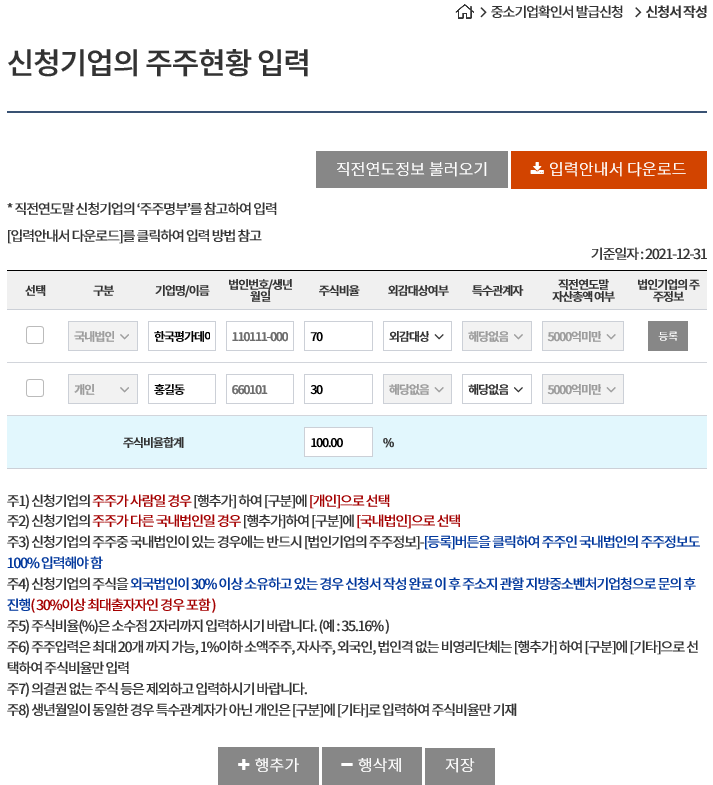 중소기업확인서 발급신청 > 신청서 작성
신청기업의 주주현황 입력
직전연도정보 불러오기 입력안내서 다운로드
* 직전연도말 신청기업의 ‘주주명부’를 참고하여 입력
[입력안내서 다운로드]를 클릭하여 입력 방법 참고
기준일자 : 2021-12-31
선택 구분 기업명/이름 법인번호/생년월일 주식비율 외감대상여부 특수관계자 직전연도말 자산총액 여부 법인기업의 주주정보
국내법인 한국평가데이 110111-000 70 외감대상 해당없음 5000억미만 등록
개인 홍길동 660101 30 해당없음 해당없음 5000억미만
주식비율합계 100.00 %
주1) 신청기업의 주주가 사람일 경우 [행추가] 하여 [구분]에 [개인]으로 선택
주2) 신청기업의 주주가 다른 국내법인일 경우 [행추가]하여 [구분]에 [국내법인]으로 선택
주3) 신청기업의 주주중 국내법인이 있는 경우에는 반드시 [법인기업의 주주정보]-[등록]버튼을 클릭하여 주주인 국내법인의 주주정보도
100% 입력해야 함
주4) 신청기업의 주식을 외국법인이 30% 이상 소유하고 있는 경우 신청서 작성 완료 이 후 주소지 관할 지방중소벤처기업청으로 문의 후
진행( 30%이상 최대출자자인 경우 포함 )
주5) 주식비율(%)은 소수점 2자리까지 입력하시기 바랍니다. (예 : 35.16% )
주6) 주주입력은 최대 20개 까지 가능, 1%이하 소액주주, 자사주, 외국인, 법인격 없는 비영리단체는 [행추가] 하여 [구분]에 [기타]으로 선
택하여 주식비율만 입력
주7) 의결권 없는 주식 등은 제외하고 입력하시기 바랍니다.
주8) 생년월일이 동일한 경우 특수관계자가 아닌 개인은 [구분]에 [기타]로 입력하여 주식비율만 기재
+ 행추가 − 행삭제 저장